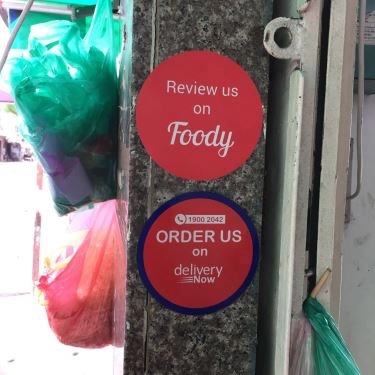 Review us
on
Foody
1900 2042
ORDER US
on
delivery
Now